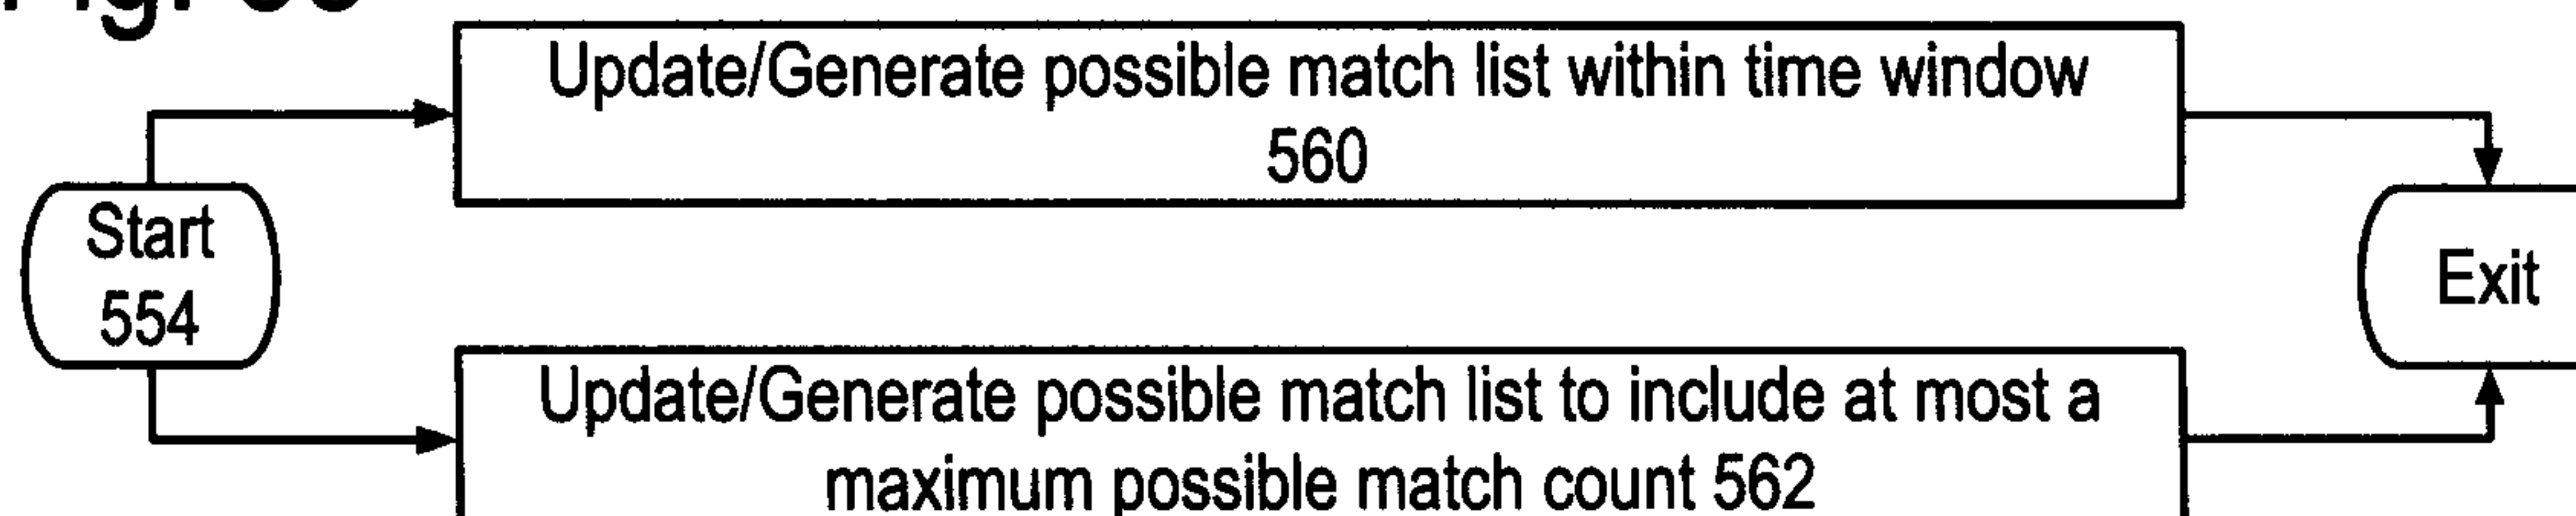 Update/Generate possible match list within time window
560
Start
554
Exit
Update/Generate possible match list to include at most a
maximum possible match count 562